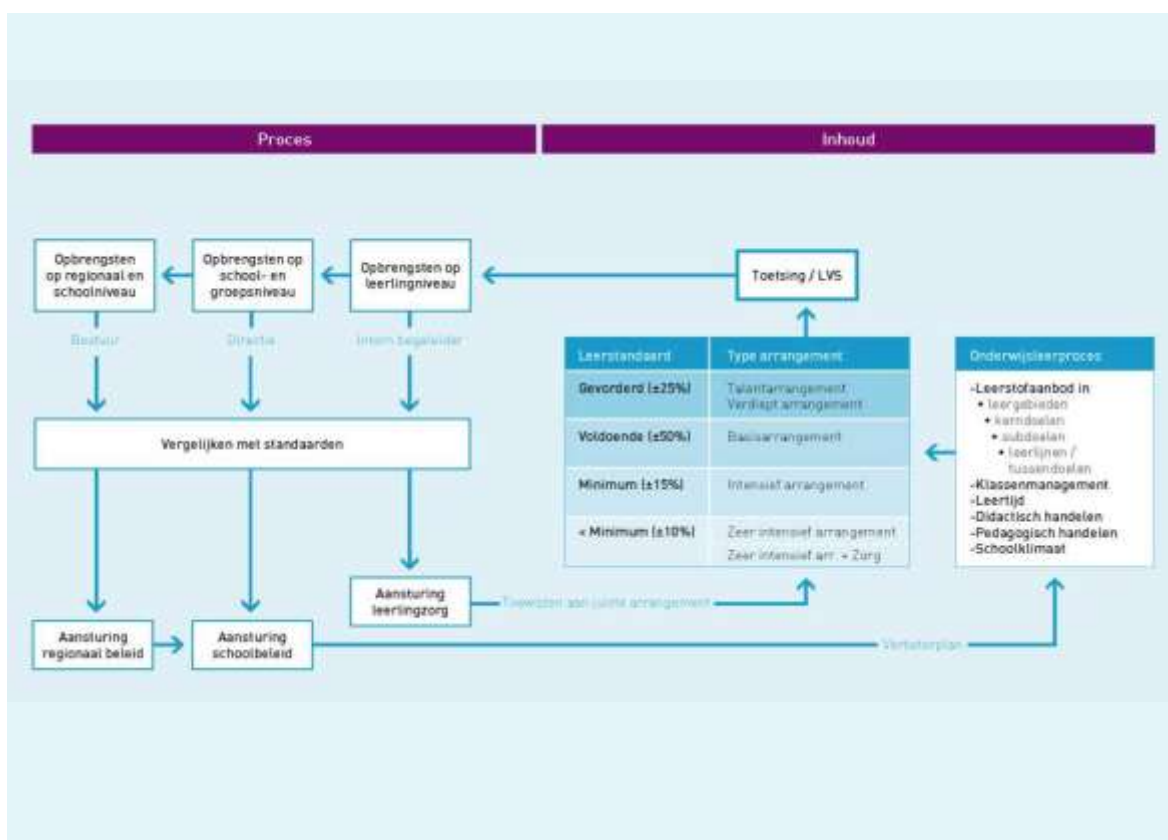 Proces
Inhoud
Opbrengsten
op regionaal en
schoolniveau
Opbrengsten op
school- en
groepsniveau
Opbrengsten op
leerlingniveau
Toetsing / LVS
Bestuur
Directie
Intern begeleider
Vergelijken met standaarden
Leerstandaard
Type arrangement
Gevorderd (±25%)
Talentarrangement
Verdiept arrangement
Voldoende (±50%)
Basisarrangement
Minimum (±15%)
Intensief arrangement
< Minimum (±10%)
Zeer intensief arrangement
Zeer intensief arr. + Zorg
Onderwijsleerproces
-Leerstofaanbod in
• leergebieden
• kerndoelen
• subdoelen
• leerlijnen /
tussendoelen
-Klassenmanagement
-Leertijd
-Didactisch handelen
-Pedagogisch handelen
-Schoolklimaat
Aansturing
leerlingzorg
Toewijzen aan juiste arrangement
Aansturing
regionaal beleid
Aansturing
schoolbeleid
Verbeterplan